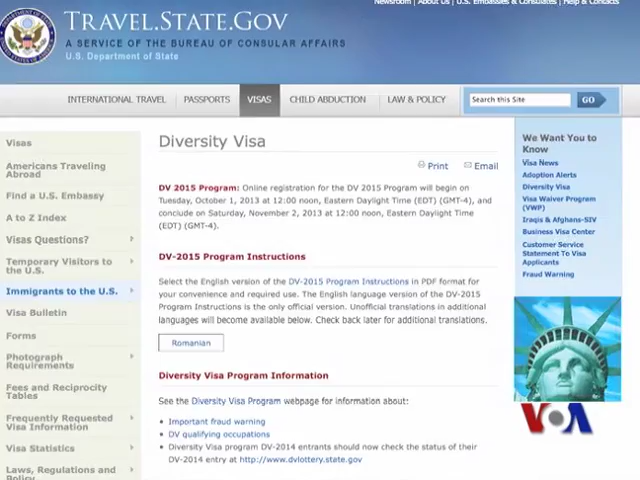 Newsroom | About Us | U.S. Embassies & Consulates | Help & Contacts
TRAVEL.STATE.GOV
A SERVICE OF THE BUREAU OF CONSULAR AFFAIRS
U.S. Department of State
INTERNATIONAL TRAVEL PASSPORTS VISAS CHILD ABDUCTION LAW & POLICY Search this Site GO
Visas
Americans Traveling
Abroad
Find a U.S. Embassy
A to Z Index
Visas Questions?
Temporary Visitors to
the U.S.
Immigrants to the U.S.
Visa Bulletin
Forms
Photograph
Requirements
Fees and Reciprocity
Tables
Frequently Requested
Visa Information
Visa Statistics
Laws, Regulations and
Policy
Diversity Visa
Print Email
DV 2015 Program: Online registration for the DV 2015 Program will begin on
Tuesday, October 1, 2013 at 12:00 noon, Eastern Daylight Time (EDT) (GMT-4), and
conclude on Saturday, November 2, 2013 at 12:00 noon, Eastern Daylight Time
(EDT) (GMT-4).
DV-2015 Program Instructions
Select the English version of the DV-2015 Program Instructions in PDF format for
your convenience and required use. The English language version of the DV-2015
Program Instructions is the only official version. Unofficial translations in additional
languages will become available below. Check back later for additional translations.
Romanian
Diversity Visa Program Information
See the Diversity Visa Program webpage for information about:
• Important fraud warning
• DV qualifying occupations
• Diversity Visa program DV-2014 entrants should now check the status of their
DV-2014 entry at http://www.dvlottery.state.gov
We Want You to
Know
Visa News
Adoption Alerts
Diversity Visa
Visa Waiver Program
(VWP)
Iraqis & Afghans-SIV
Business Visa Center
Customer Service
Statement To Visa
Applicants
Fraud Warning
VOA